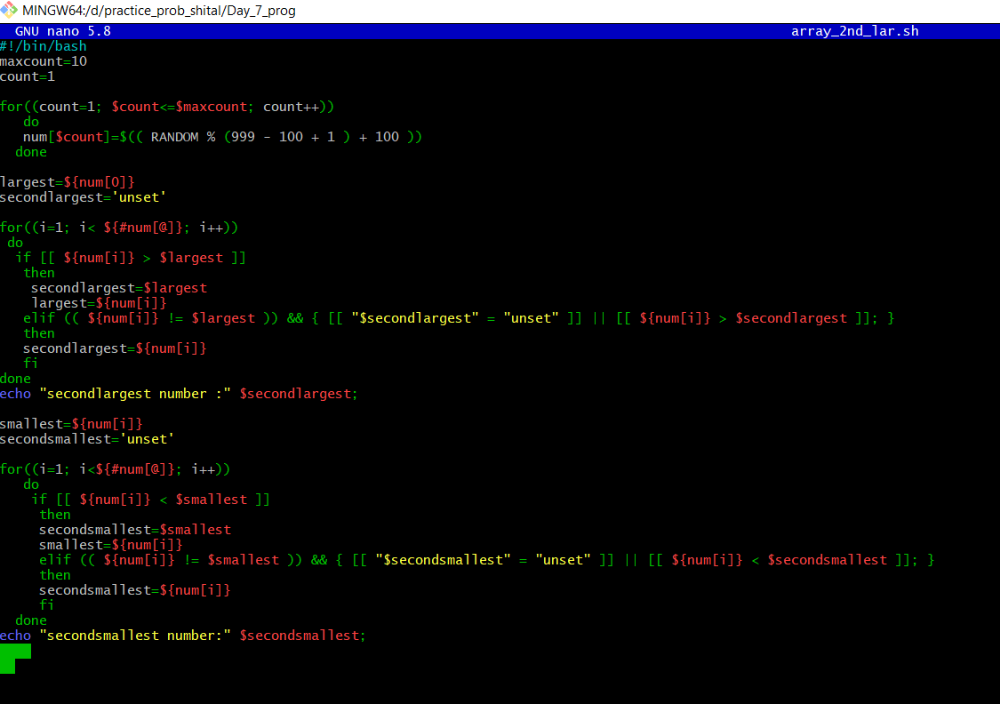 MINGW64:/d/practice_prob_shital/Day_7_prog
GNU nano 5.8 array_2nd_lar.sh
#!/bin/bash
maxcount=10
count=1
for((count=1; $count<=$maxcount; count++))
do
num[$count]=$(( RANDOM % (999 - 100 + 1 ) + 100 ))
done
largest=${num[0]}
secondlargest='unset'
for((i=1; i< ${#num[@]}; i++))
do
if [[ ${num[i]} > $largest ]]
then
secondlargest=$largest
largest=${num[i]}
elif (( ${num[i]} != $largest )) && { [[ "$secondlargest" = "unset" ]] || [[ ${num[i]} > $secondlargest ]]; }
then
secondlargest=${num[i]}
fi
done
echo "secondlargest number :" $secondlargest;
smallest=${num[i]}
secondsmallest='unset'
for((i=1; i<${#num[@]}; i++))
do
if [[ ${num[i]} < $smallest ]]
then
secondsmallest=$smallest
smallest=${num[i]}
elif (( ${num[i]} != $smallest )) && { [[ "$secondsmallest" = "unset" ]] || [[ ${num[i]} < $secondsmallest ]]; }
then
secondsmallest=${num[i]}
fi
done
echo "secondsmallest number:" $secondsmallest;